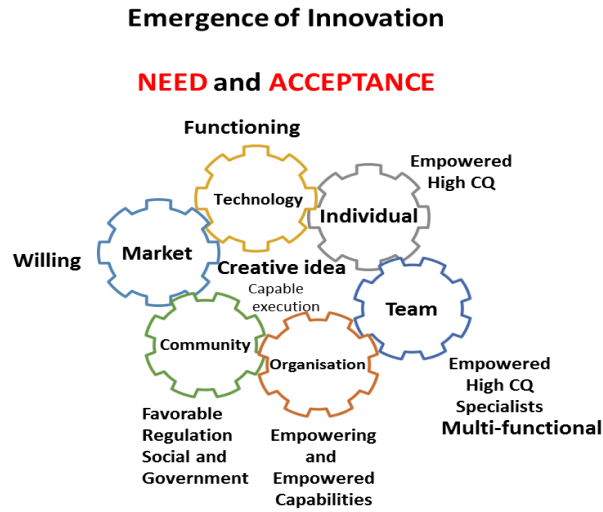 Emergence of Innovation
NEED and ACCEPTANCE
Functioning
Technology
Empowered
High CQ
Individual
Willing
Market
Creative idea
Capable
execution
Team
Community
Organisation
Empowered
High CQ
Specialists
Multi-functional
Favorable
Regulation
Social and
Government
Empowering
and
Empowered
Capabilities